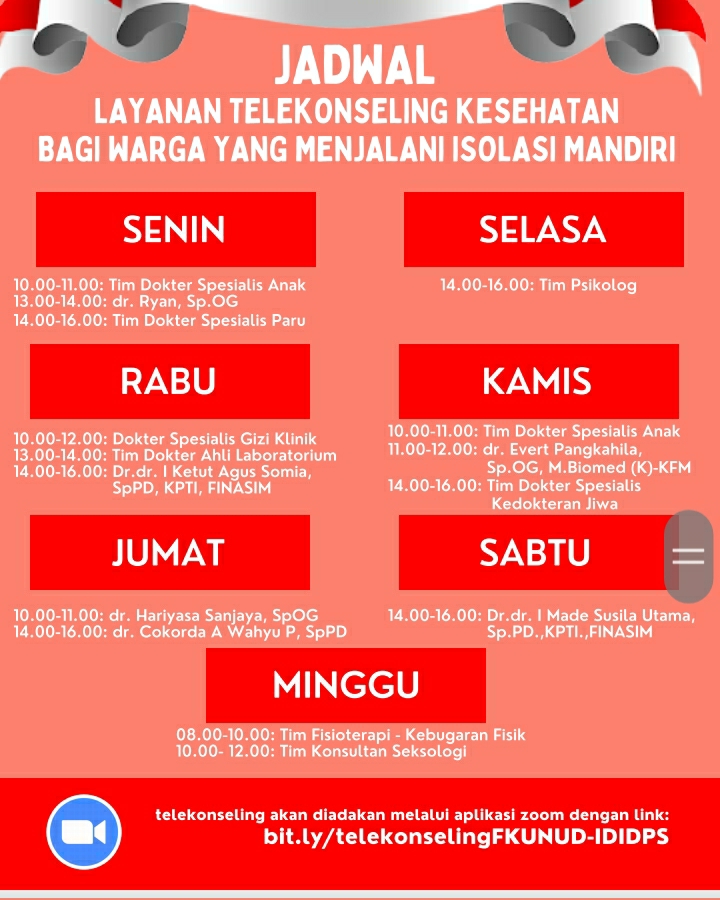 JADWAL
LAYANAN TELEKONSELING KESEHATAN
BAGI WARGA YANG MENJALANI ISOLASI MANDIRI
SENIN
10.00-11.00: Tim Dokter Spesialis Anak
13.00-14.00: dr. Ryan, Sp.OG
14.00-16.00: Tim Dokter Spesialis Paru
SELASA
14.00-16.00: Tim Psikolog
RABU
10.00-12.00: Dokter Spesialis Gizi Klinik
13.00-14.00: Tim Dokter Ahli Laboratorium
14.00-16.00: Dr.dr. I Ketut Agus Somia,
SpPD, KPTI, FINASIM
KAMIS
10.00-11.00: Tim Dokter Spesialis Anak
11.00-12.00: dr. Evert Pangkahila,
Sp.OG, M.Biomed (K)-KFM
14.00-16.00: Tim Dokter Spesialis
Kedokteran Jiwa
JUMAT
10.00-11.00: dr. Hariyasa Sanjaya, SpOG
14.00-16.00: dr. Cokorda A Wahyu P, SpPD
SABTU
14.00-16.00: Dr.dr. I Made Susila Utama,
Sp.PD.,KPTI.,FINASIM
MINGGU
08.00-10.00: Tim Fisioterapi - Kebugaran Fisik
10.00- 12.00: Tim Konsultan Seksologi
telekonseling akan diadakan melalui aplikasi zoom dengan link:
bit.ly/telekonselingFKUNUD-IDIDPS